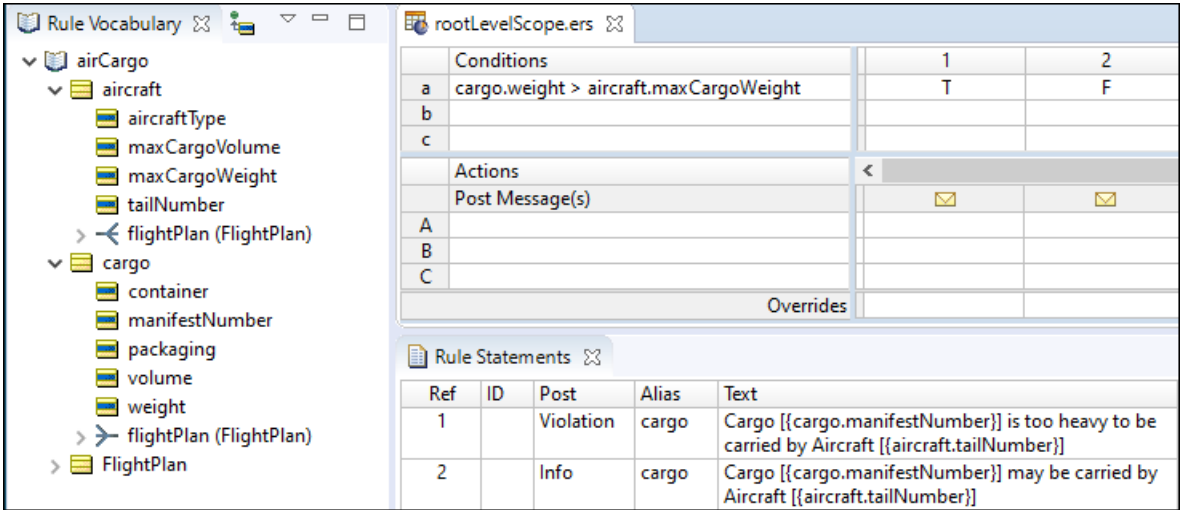 Rule Vocabulary
airCargo
aircraft
aircraftType
maxCargoVolume
maxCargoWeight
tailNumber
flightPlan (FlightPlan)
cargo
container
manifestNumber
packaging
volume
weight
flightPlan (FlightPlan)
FlightPlan
rootLevelScope.ers
Conditions 1 2
a cargo.weight > aircraft.maxCargoWeight T F
b
c
Actions
Post Message(s)
A
B
C
Overrides
Rule Statements
Ref ID Post Alias Text
1 Violation cargo Cargo [{cargo.manifestNumber}] is too heavy to be
carried by Aircraft [{aircraft.tailNumber}]
2 Info cargo Cargo [{cargo.manifestNumber}] may be carried by
Aircraft [{aircraft.tailNumber}]